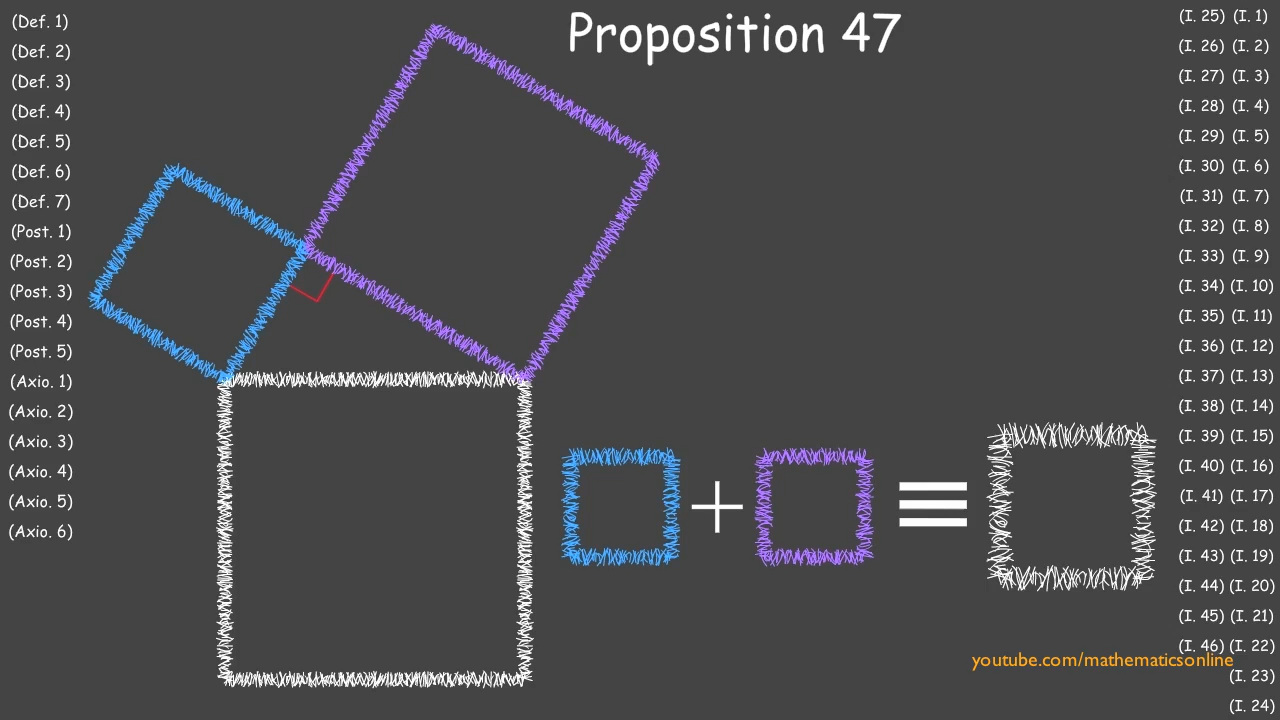 Proposition 47
(Def. 1)
(Def. 2)
(Def. 3)
(Def. 4)
(Def. 5)
(Def. 6)
(Def. 7)
(Post. 1)
(Post. 2)
(Post. 3)
(Post. 4)
(Post. 5)
(Axio. 1)
(Axio. 2)
(Axio. 3)
(Axio. 4)
(Axio. 5)
(Axio. 6)
+ ≡
(I. 25) (I. 1)
(I. 26) (I. 2)
(I. 27) (I. 3)
(I. 28) (I. 4)
(I. 29) (I. 5)
(I. 30) (I. 6)
(I. 31) (I. 7)
(I. 32) (I. 8)
(I. 33) (I. 9)
(I. 34) (I. 10)
(I. 35) (I. 11)
(I. 36) (I. 12)
(I. 37) (I. 13)
(I. 38) (I. 14)
(I. 39) (I. 15)
(I. 40) (I. 16)
(I. 41) (I. 17)
(I. 42) (I. 18)
(I. 43) (I. 19)
(I. 44) (I. 20)
(I. 45) (I. 21)
(I. 46) (I. 22)
(I. 23)
(I. 24)
youtube.com/mathematicsonline